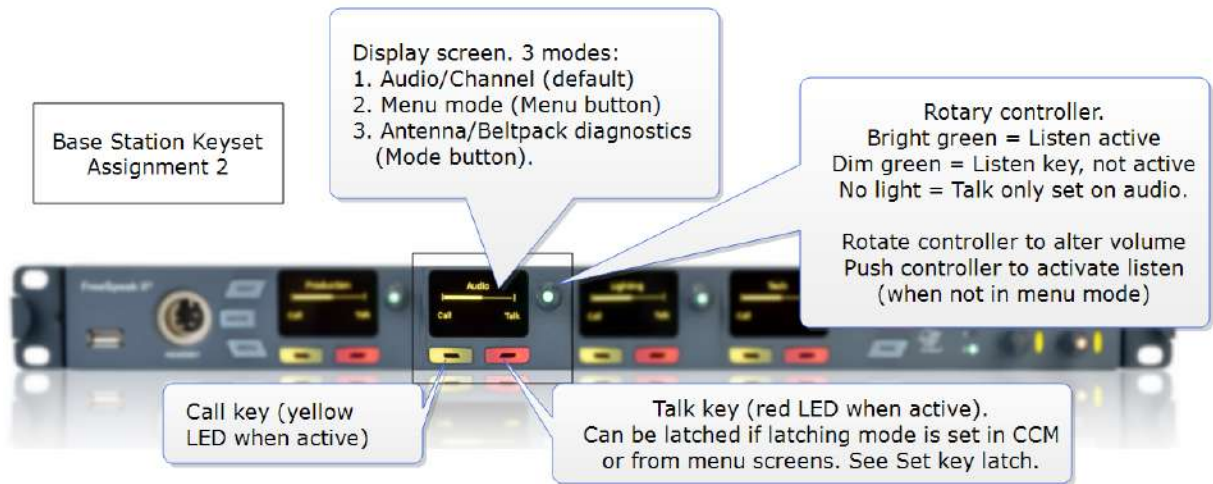 Display screen. 3 modes:
1. Audio/Channel (default)
2. Menu mode (Menu button)
3. Antenna/Beltpack diagnostics
(Mode button).
Rotary controller.
Bright green = Listen active
Dim green = Listen key, not active
No light = Talk only set on audio.
Rotate controller to alter volume
Push controller to activate listen
(when not in menu mode)
Base Station Keyset
Assignment 2
FreeSpeak II
Production
Call Talk
Audio
Call Talk
Lighting
Call Talk
Tech
Call Talk
Call key (yellow
LED when active)
Talk key (red LED when active).
Can be latched if latching mode is set in CCM
or from menu screens. See Set key latch.